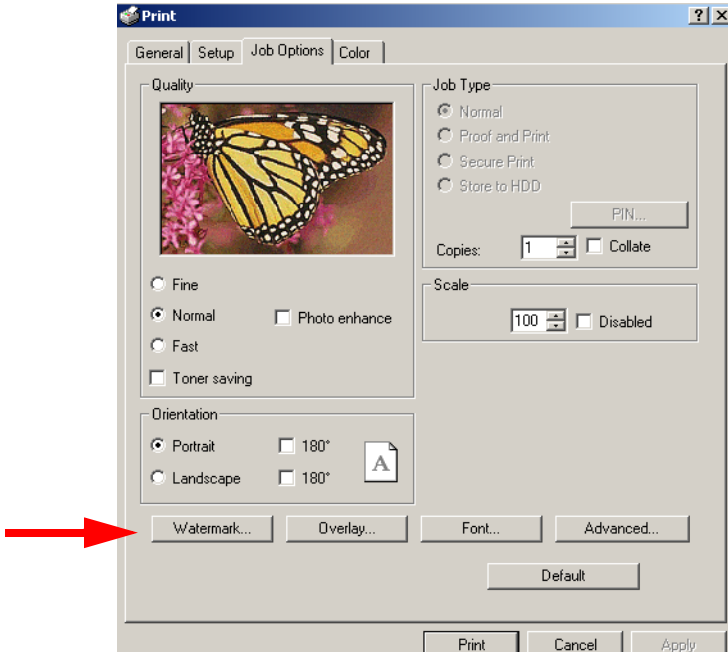 Print
General Setup Job Options Color
Quality
Fine
Normal Photo enhance
Fast
Toner saving
Orientation
Portrait 180°
Landscape 180°
A
Job Type
Normal
Proof and Print
Secure Print
Store to HDD
PIN...
Copies: 1 Collate
Scale
100 Disabled
Watermark... Overlay... Font... Advanced...
Default
Print Cancel Apply